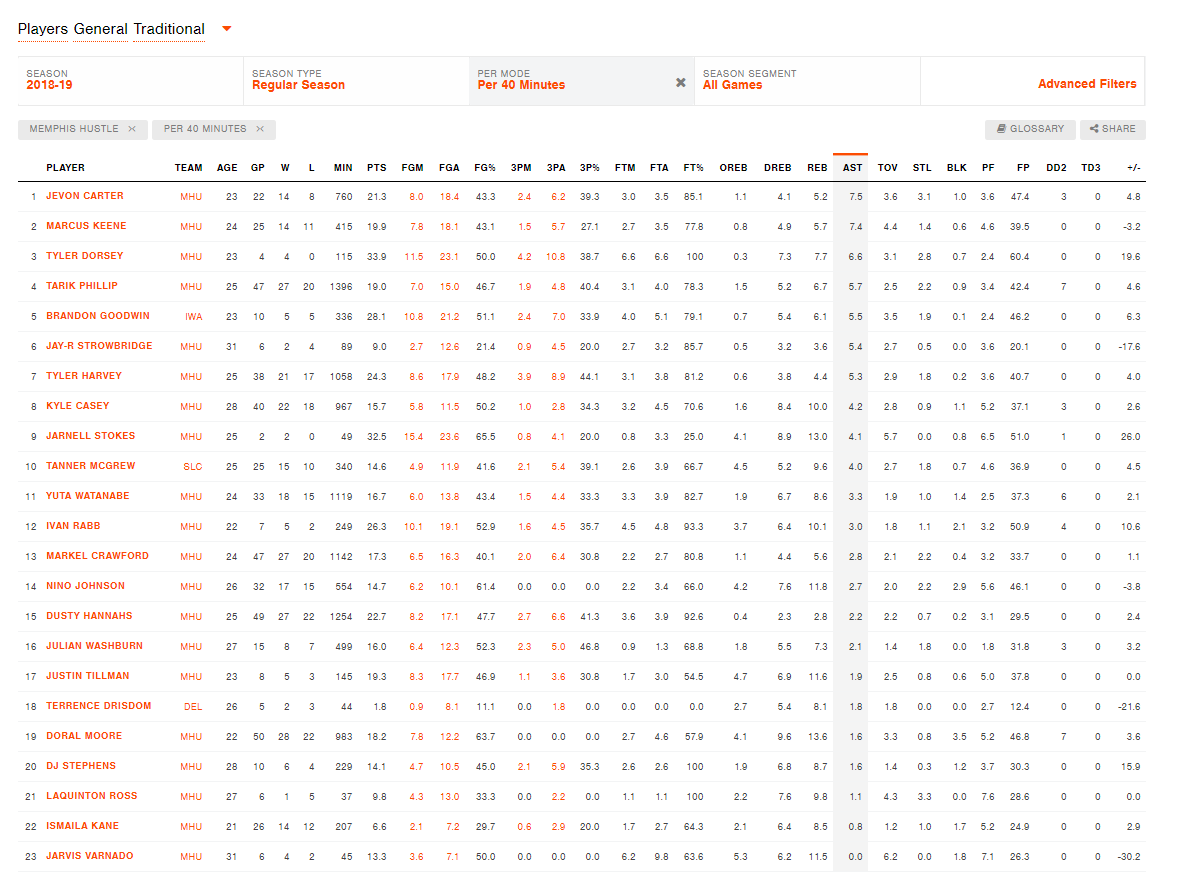 Players General Traditional
SEASON SEASON TYPE PER MODE SEASON SEGMENT
2018-19 Regular Season Per 40 Minutes All Games Advanced Filters
MEMPHIS HUSTLE PER 40 MINUTES GLOSSARY SHARE
PLAYER TEAM AGE GP W L MIN PTS FGM FGA FG% 3PM 3PA 3P% FTM FTA FT% OREB DREB REB AST TOV STL BLK PF FP DD2 TD3 +/-
1 JEVON CARTER MHU 23 22 14 8 760 21.3 8.0 18.4 43.3 2.4 6.2 39.3 3.0 3.5 85.1 1.1 4.1 5.2 7.5 3.6 3.1 1.0 3.6 47.4 3 0 4.8
2 MARCUS KEENE MHU 24 25 14 11 415 19.9 7.8 18.1 43.1 1.5 5.7 27.1 2.7 3.5 77.8 0.8 4.9 5.7 7.4 4.4 1.4 0.6 4.6 39.5 0 0 -3.2
3 TYLER DORSEY MHU 23 4 4 0 115 33.9 11.5 23.1 50.0 4.2 10.8 38.7 6.6 6.6 100 0.3 7.3 7.7 6.6 3.1 2.8 0.7 2.4 60.4 0 0 19.6
4 TARIK PHILLIP MHU 25 47 27 20 1396 19.0 7.0 15.0 46.7 1.9 4.8 40.4 3.1 4.0 78.3 1.5 5.2 6.7 5.7 2.5 2.2 0.9 3.4 42.4 7 0 4.6
5 BRANDON GOODWIN IWA 23 10 5 5 336 28.1 10.8 21.2 51.1 2.4 7.0 33.9 4.0 5.1 79.1 0.7 5.4 6.1 5.5 3.5 1.9 0.1 2.4 46.2 0 0 6.3
6 JAY-R STROWBRIDGE MHU 31 6 2 4 89 9.0 2.7 12.6 21.4 0.9 4.5 20.0 2.7 3.2 85.7 0.5 3.2 3.6 5.4 2.7 0.5 0.0 3.6 20.1 0 0 -17.6
7 TYLER HARVEY MHU 25 38 21 17 1058 24.3 8.6 17.9 48.2 3.9 8.9 44.1 3.1 3.8 81.2 0.6 3.8 4.4 5.3 2.9 1.8 0.2 3.6 40.7 0 0 4.0
8 KYLE CASEY MHU 28 40 22 18 967 15.7 5.8 11.5 50.2 1.0 2.8 34.3 3.2 4.5 70.6 1.6 8.4 10.0 4.2 2.8 0.9 1.1 5.2 37.1 3 0 2.6
9 JARNELL STOKES MHU 25 2 2 0 49 32.5 15.4 23.6 65.5 0.8 4.1 20.0 0.8 3.3 25.0 4.1 8.9 13.0 4.1 5.7 0.0 0.8 6.5 51.0 1 0 26.0
10 TANNER MCGREW SLC 25 25 15 10 340 14.6 4.9 11.9 41.6 2.1 5.4 39.1 2.6 3.9 66.7 4.5 5.2 9.6 4.0 2.7 1.8 0.7 4.6 36.9 0 0 4.5
11 YUTA WATANABE MHU 24 33 18 15 1119 16.7 6.0 13.8 43.4 1.5 4.4 33.3 3.3 3.9 82.7 1.9 6.7 8.6 3.3 1.9 1.0 1.4 2.5 37.3 6 0 2.1
12 IVAN RABB MHU 22 7 5 2 249 26.3 10.1 19.1 52.9 1.6 4.5 35.7 4.5 4.8 93.3 3.7 6.4 10.1 3.0 1.8 1.1 2.1 3.2 50.9 4 0 10.6
13 MARKEL CRAWFORD MHU 24 47 27 20 1142 17.3 6.5 16.3 40.1 2.0 6.4 30.8 2.2 2.7 80.8 1.1 4.4 5.6 2.8 2.1 2.2 0.4 3.2 33.7 0 0 1.1
14 NINO JOHNSON MHU 26 32 17 15 554 14.7 6.2 10.1 61.4 0.0 0.0 0.0 2.2 3.4 66.0 4.2 7.6 11.8 2.7 2.0 2.2 2.9 5.6 46.1 0 0 -3.8
15 DUSTY HANNAHS MHU 25 49 27 22 1254 22.7 8.2 17.1 47.7 2.7 6.6 41.3 3.6 3.9 92.6 0.4 2.3 2.8 2.2 2.2 0.7 0.2 3.1 29.5 0 0 2.4
16 JULIAN WASHBURN MHU 27 15 8 7 499 16.0 6.4 12.3 52.3 2.3 5.0 46.8 0.9 1.3 68.8 1.8 5.5 7.3 2.1 1.4 1.8 0.0 1.8 31.8 3 0 3.2
17 JUSTIN TILLMAN MHU 23 8 5 3 145 19.3 8.3 17.7 46.9 1.1 3.6 30.8 1.7 3.0 54.5 4.7 6.9 11.6 1.9 2.5 0.8 0.6 5.0 37.8 0 0 0.0
18 TERRENCE DRISDOM DEL 26 5 2 3 44 1.8 0.9 8.1 11.1 0.0 1.8 0.0 0.0 0.0 0.0 2.7 5.4 8.1 1.8 1.8 0.0 0.0 2.7 12.4 0 0 -21.6
19 DORAL MOORE MHU 22 50 28 22 983 18.2 7.8 12.2 63.7 0.0 0.0 0.0 2.7 4.6 57.9 4.1 9.6 13.6 1.6 3.3 0.8 3.5 5.2 46.8 7 0 3.6
20 DJ STEPHENS MHU 28 10 6 4 229 14.1 4.7 10.5 45.0 2.1 5.9 35.3 2.6 2.6 100 1.9 6.8 8.7 1.6 1.4 0.3 1.2 3.7 30.3 0 0 15.9
21 LAQUINTON ROSS MHU 27 6 1 5 37 9.8 4.3 13.0 33.3 0.0 2.2 0.0 1.1 1.1 100 2.2 7.6 9.8 1.1 4.3 3.3 0.0 7.6 28.6 0 0 0.0
22 ISMAILA KANE MHU 21 26 14 12 207 6.6 2.1 7.2 29.7 0.6 2.9 20.0 1.7 2.7 64.3 2.1 6.4 8.5 0.8 1.2 1.0 1.7 5.2 24.9 0 0 2.9
23 JARVIS VARNADO MHU 31 6 4 2 45 13.3 3.6 7.1 50.0 0.0 0.0 0.0 6.2 9.8 63.6 5.3 6.2 11.5 0.0 6.2 0.0 1.8 7.1 26.3 0 0 -30.2